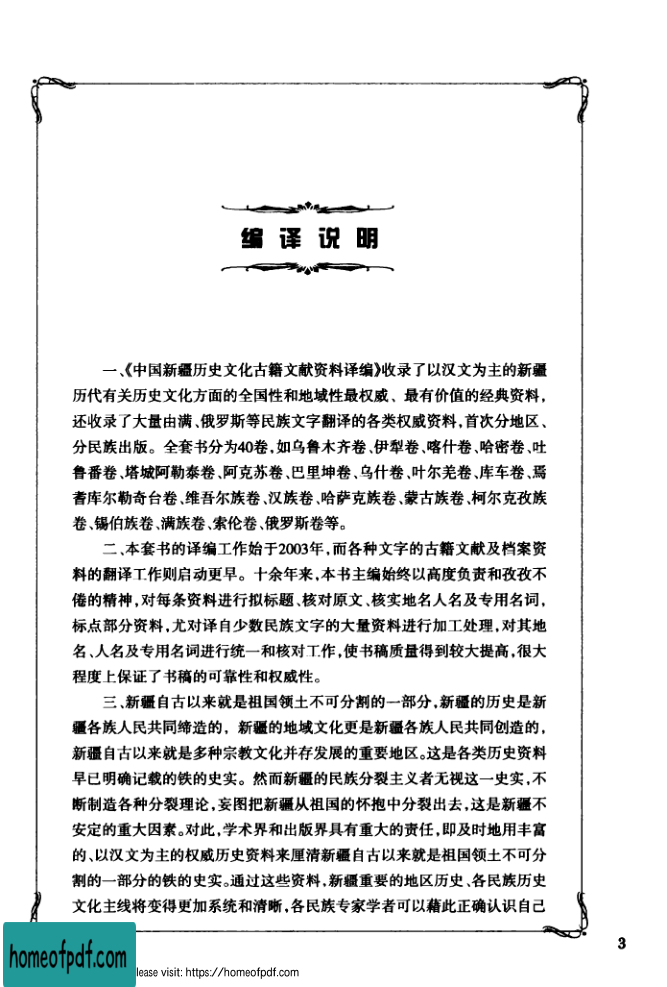 编译说明
一、《中国新疆历史文化古籍文献资料译编》收录了以汉文为主的新疆
历代有关历史文化方面的全国性和地域性最权威、最有价值的经典资料，
还收录了大量由满、俄罗斯等民族文字翻译的各类权威资料，首次分地区、
分民族出版。全套书分为40卷，如乌鲁木齐卷、伊犁卷、喀什卷、哈密卷、吐
鲁番卷、塔城阿勒泰卷、阿克苏卷、巴里坤卷、乌什卷、叶尔羌卷、库车卷、焉
耆库尔勒奇台卷、维吾尔族卷、汉族卷、哈萨克族卷、蒙古族卷、柯尔克孜族
卷、锡伯族卷、满族卷、索伦卷、俄罗斯卷等。
二、本套书的译编工作始于2003年，而各种文字的古籍文献及档案资
料的翻译工作则启动更早。十余年来，本书主编始终以高度负责和孜孜不
倦的精神，对每条资料进行拟标题、核对原文、核实地名人名及专用名词，
标点部分资料，尤对译自少数民族文字的大量资料进行加工处理，对其地
名、人名及专用名词进行统一和核对工作，使书稿质量得到较大提高，很大
程度上保证了书稿的可靠性和权威性。
三、新疆自古以来就是祖国领土不可分割的一部分，新疆的历史是新
疆各族人民共同缔造的，新疆的地域文化更是新疆各族人民共同创造的，
新疆自古以来就是多种宗教文化并存发展的重要地区。这是各类历史资料
早已明确记载的铁的史实。然而新疆的民族分裂主义者无视这一史实，不
断制造各种分裂理论，妄图把新疆从祖国的怀抱中分裂出去，这是新疆不
安定的重大因素。对此，学术界和出版界具有重大的责任，即及时地用丰富
的、以汉文为主的权威历史资料来厘清新疆自古以来就是祖国领土不可分
割的一部分的铁的史实。通过这些资料，新疆重要的地区历史、各民族历史
文化主线将变得更加系统和清晰，各民族专家学者可以藉此正确认识自己
3
homeofpdf.com
lease visit: https://homeofpdf.com